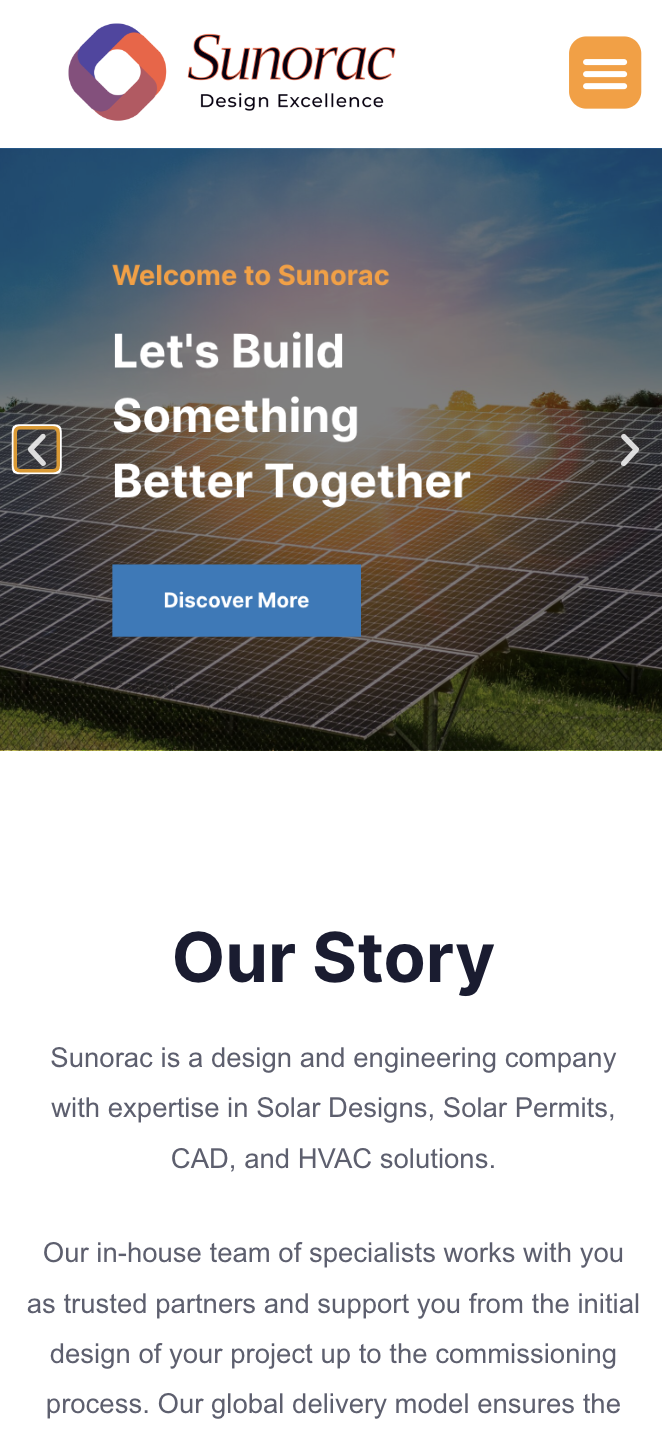 Sunorac
Design Excellence
Welcome to Sunorac
Let's Build
Something
Better Together
Discover More
Our Story
Sunorac is a design and engineering company
with expertise in Solar Designs, Solar Permits,
CAD, and HVAC solutions.
Our in-house team of specialists works with you
as trusted partners and support you from the initial
design of your project up to the commissioning
process. Our global delivery model ensures the